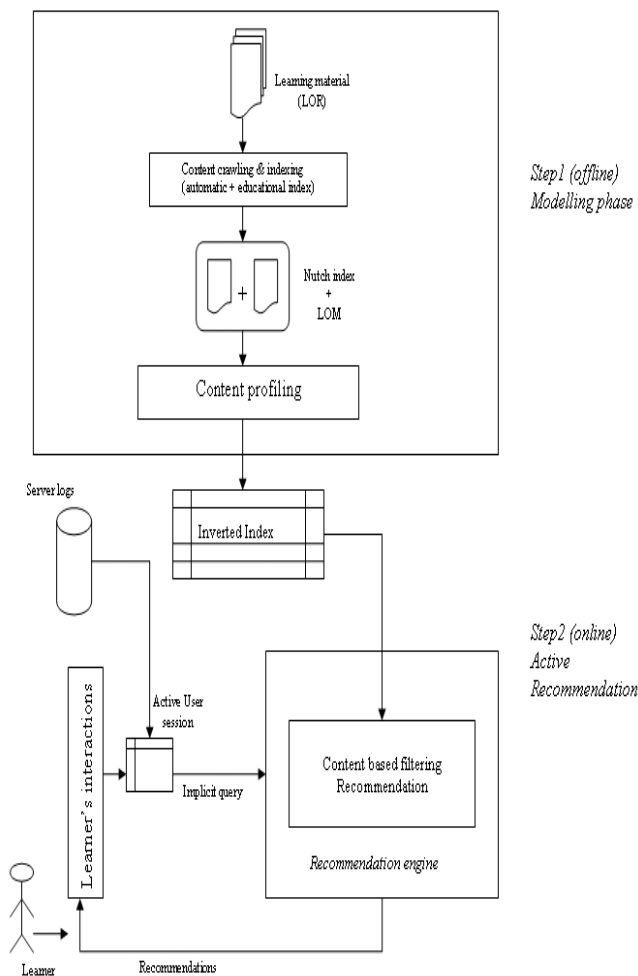 Learning material
(LOR)
Content crawling & indexing
(automatic + educational index)
Step1 (offline)
Modelling phase
+
Nutch index
+
LOM
Content profiling
Server logs
Inverted Index
Step2 (online)
Active
Recommendation
Learner's interactions
Active User
session
Implicit query
Content based filtering
Recommendation
Recommendation engine
Learner
Recommendations